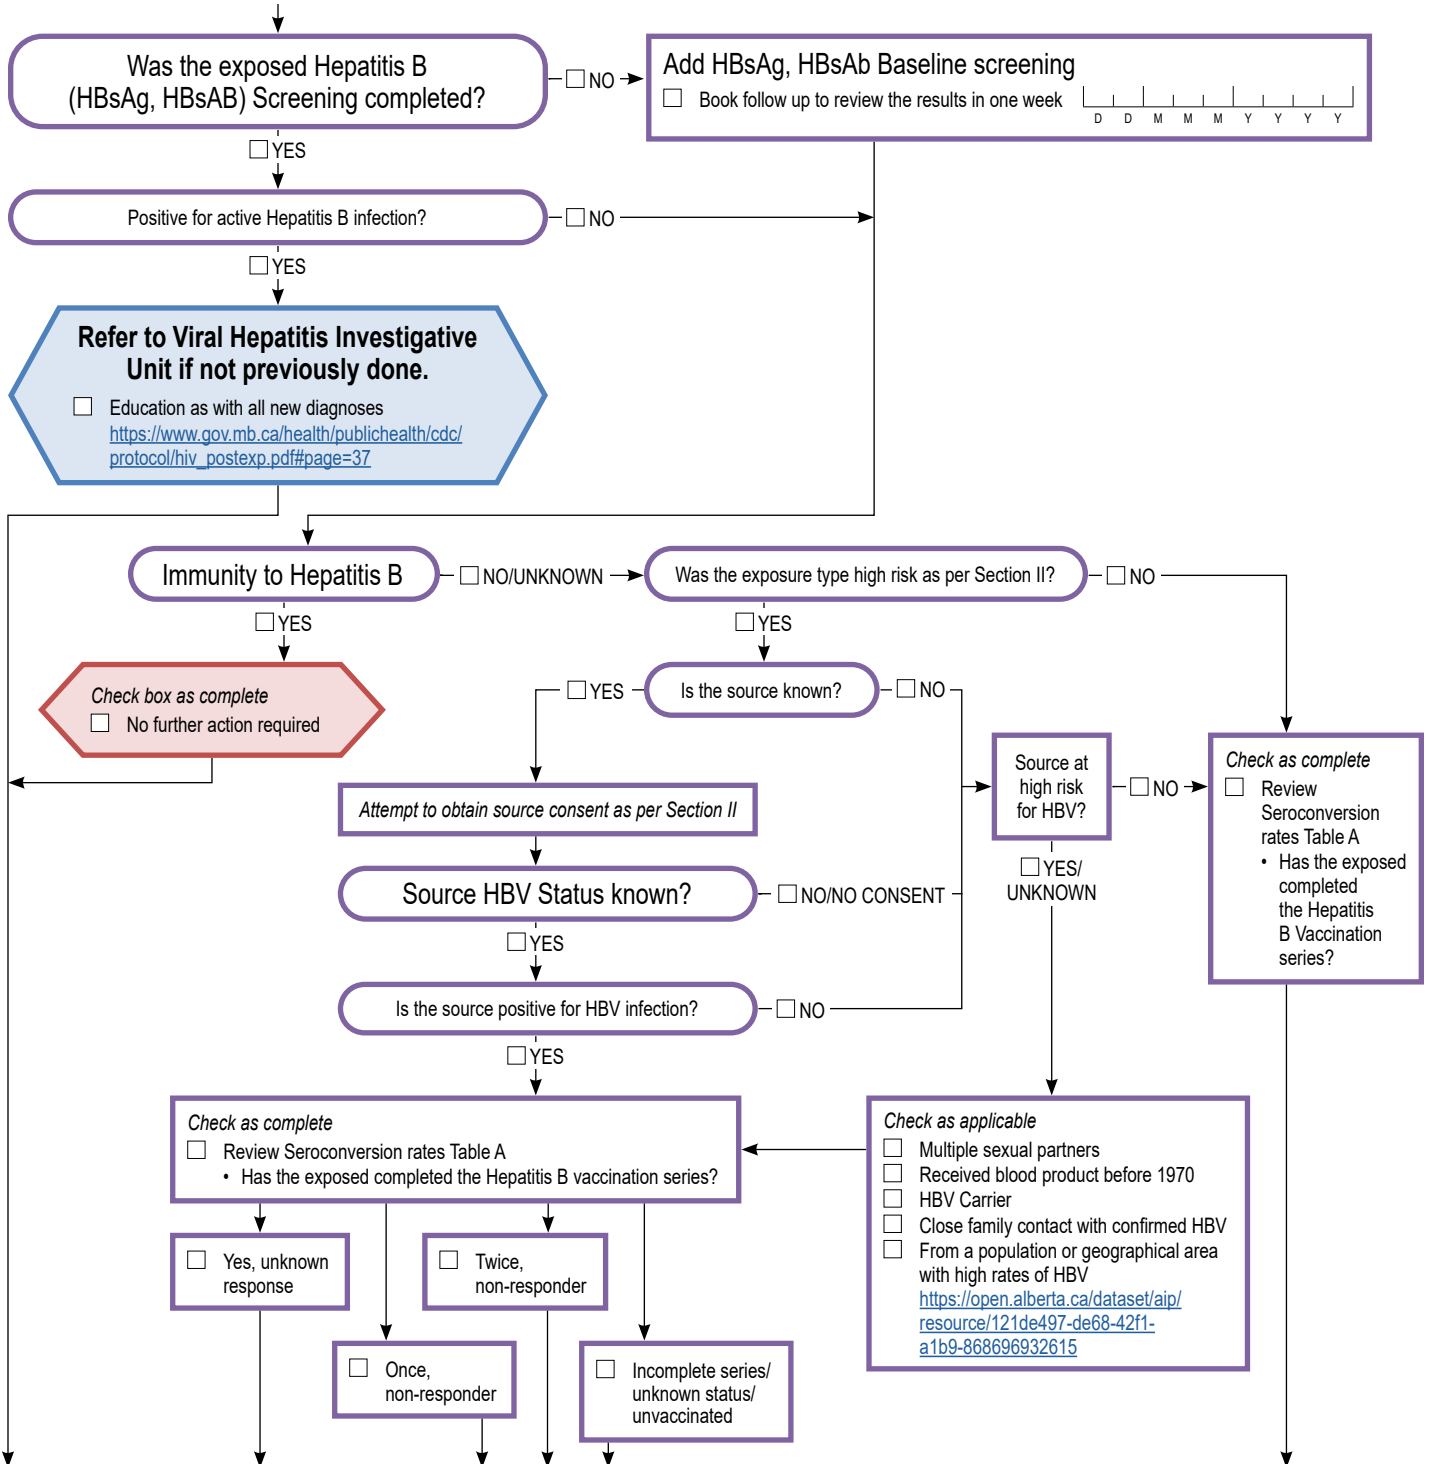 Was the exposed Hepatitis B
(HBsAg, HBsAB) Screening completed?
NO
Add HBsAg, HBsAb Baseline screening
Book follow up to review the results in one week
D D M M M Y Y Y Y
YES
Positive for active Hepatitis B infection?
NO
YES
Refer to Viral Hepatitis Investigative
Unit if not previously done.
Education as with all new diagnoses
https://www.gov.mb.ca/health/publichealth/cdc/
protocol/hiv_postexp.pdf#page=37
Immunity to Hepatitis B
NO/UNKNOWN
Was the exposure type high risk as per Section II?
NO
YES
YES
Check box as complete
No further action required
YES
Is the source known?
NO
Attempt to obtain source consent as per Section II
Source at
high risk
for HBV?
NO
YES/
UNKNOWN
Check as complete
Review
Seroconversion
rates Table A
• Has the exposed
completed
the Hepatitis
B Vaccination
series?
Source HBV Status known?
NO/NO CONSENT
YES
Is the source positive for HBV infection?
NO
YES
Check as complete
Review Seroconversion rates Table A
• Has the exposed completed the Hepatitis B vaccination series?
Check as applicable
Multiple sexual partners
Received blood product before 1970
HBV Carrier
Close family contact with confirmed HBV
From a population or geographical area
with high rates of HBV
https://open.alberta.ca/dataset/aip/
resource/121de497-de68-42f1-
a1b9-868696932615
Yes, unknown
response
Twice,
non-responder
Once,
non-responder
Incomplete series/
unknown status/
unvaccinated